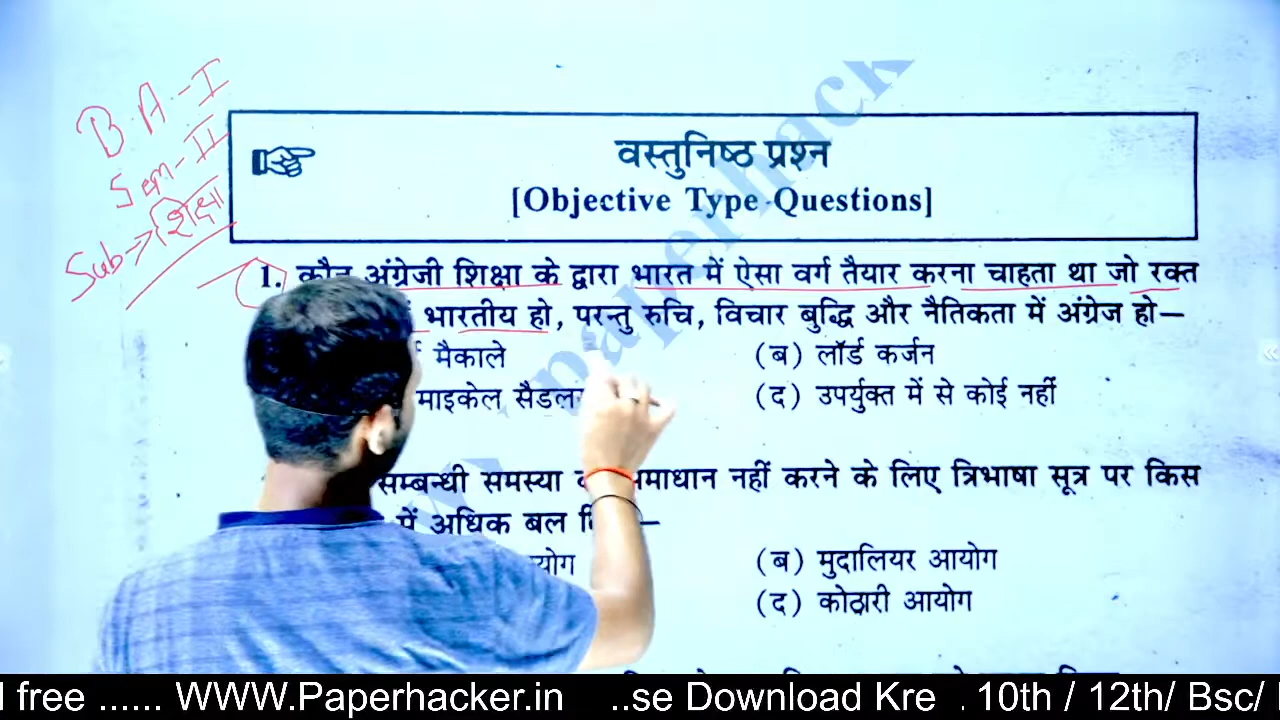 B.A.-I
Sem-II
Sub→शिक्षा
वस्तुनिष्ठ प्रश्न
[Objective Type Questions]
1. कौन अंग्रेजी शिक्षा के द्वारा भारत में ऐसा वर्ग तैयार करना चाहता था जो रक्त
भारतीय हो, परन्तु रुचि, विचार बुद्धि और नैतिकता में अंग्रेज हो—
मैकाले
(ब) लॉर्ड कर्जन
माइकेल
(द) उपर्युक्त में से कोई नहीं
सम्बन्धी समस्या नहीं करने के लिए त्रिभाषा सूत्र पर किस
में अधिक बल
(ब) मुदालियर आयोग
(द) कोठारी आयोग
free ...... WWW.Paperhacker.in ..se Download Kre . 10th / 12th/ Bsc/